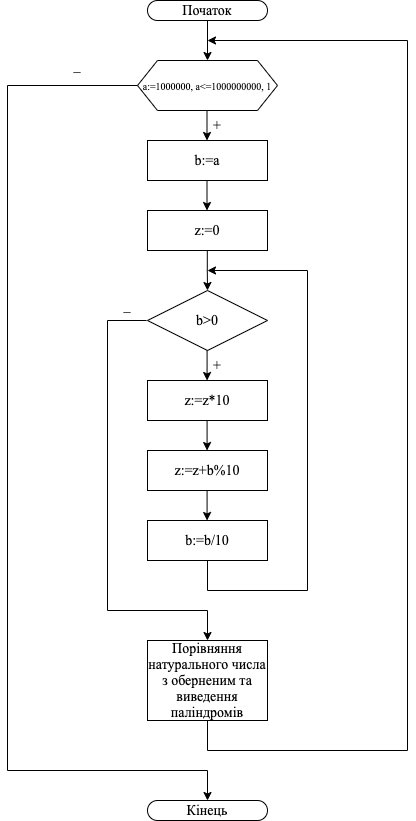 Початок
–
a:=1000000, a<=1000000000, 1
+
b:=a
z:=0
–
b>0
+
z:=z*10
z:=z+b%10
b:=b/10
Порівняння
натурального числа
з оберненим та
виведення
паліндромів
Кінець